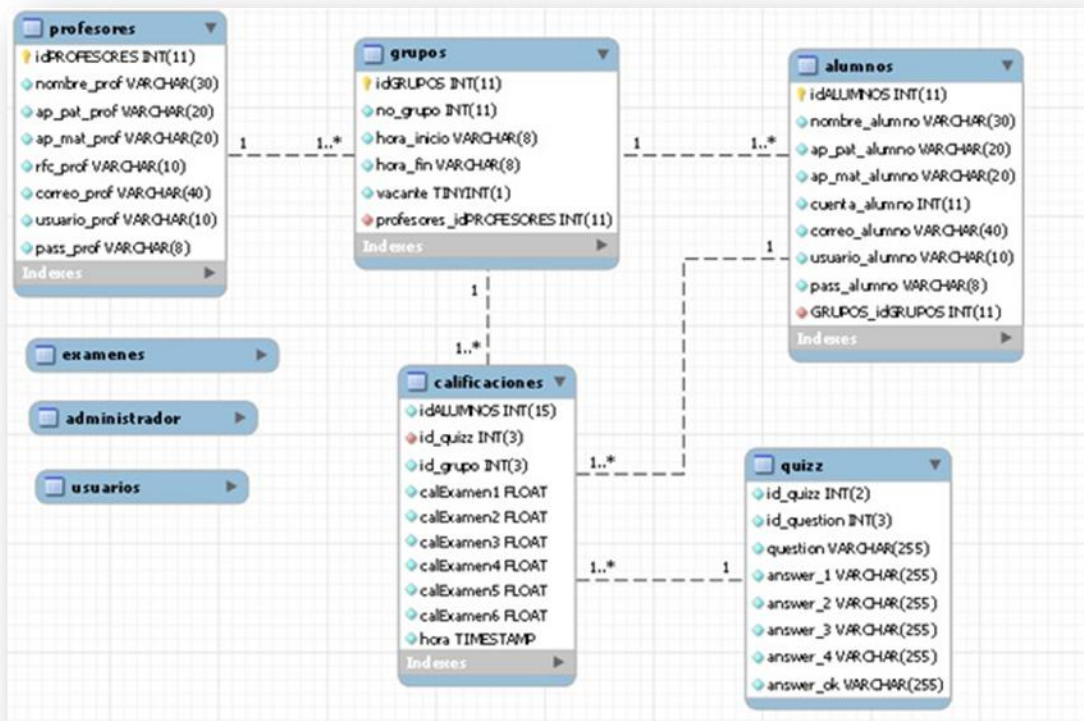 profesores
idPROFESORES INT(11)
nombre_prof VARCHAR(30)
ap_pat_prof VARCHAR(20)
ap_mat_prof VARCHAR(20)
rfc_prof VARCHAR(10)
correo_prof VARCHAR(40)
usuario_prof VARCHAR(10)
pass_prof VARCHAR(8)
Indexes
1
1..*
grupos
idGRUPOS INT(11)
no_grupo INT(11)
hora_inicio VARCHAR(8)
hora_fin VARCHAR(8)
vacante TINYINT(1)
profesores_idPROFESORES INT(11)
Indexes
1
1..*
alumnos
idALUMNOS INT(11)
nombre_alumno VARCHAR(30)
ap_pat_alumno VARCHAR(20)
ap_mat_alumno VARCHAR(20)
cuenta_alumno INT(11)
correo_alumno VARCHAR(40)
usuario_alumno VARCHAR(10)
pass_alumno VARCHAR(8)
GRUPOS_idGRUPOS INT(11)
Indexes
1
1
1..*
examenes
administrador
usuarios
calificaciones
idALUMNOS INT(15)
id_quizz INT(3)
id_grupo INT(3)
calExamen1 FLOAT
calExamen2 FLOAT
calExamen3 FLOAT
calExamen4 FLOAT
calExamen5 FLOAT
calExamen6 FLOAT
hora TIMESTAMP
Indexes
1..*
1..*
1
quizz
id_quizz INT(2)
id_question INT(3)
question VARCHAR(255)
answer_1 VARCHAR(255)
answer_2 VARCHAR(255)
answer_3 VARCHAR(255)
answer_4 VARCHAR(255)
answer_ok VARCHAR(255)